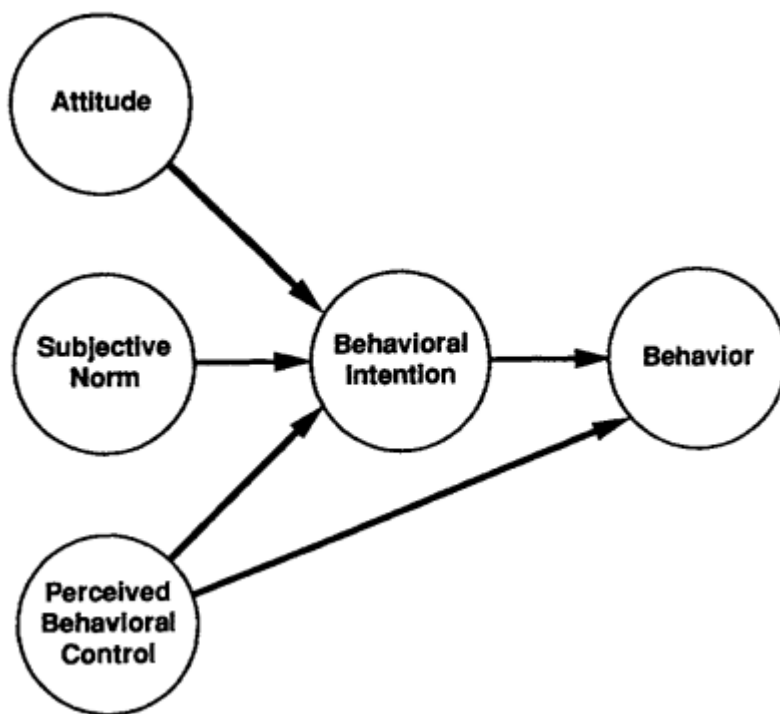 Attitude
Subjective
Norm
Behavioral
Intention
Behavior
Perceived
Behavioral
Control